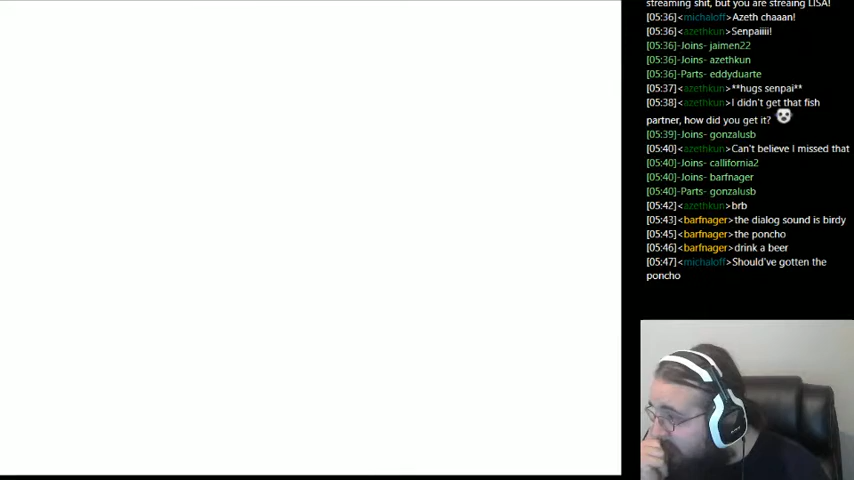 streaming shit, but you are streaing LISA!
[05:36]<michaloff>Azeth chaaan!
[05:36]<azethkun>Senpaiiii!
[05:36]-Joins- jaimen22
[05:36]-Joins- azethkun
[05:36]-Parts- eddyduarte
[05:37]<azethkun>**hugs senpai**
[05:38]<azethkun>I didn't get that fish
partner, how did you get it?
[05:39]-Joins- gonzalusb
[05:40]<azethkun>Can't believe I missed that
[05:40]-Joins- callifornia2
[05:40]-Joins- barfnager
[05:40]-Parts- gonzalusb
[05:42]<azethkun>brb
[05:43]<barfnager>the dialog sound is birdy
[05:45]<barfnager>the poncho
[05:46]<barfnager>drink a beer
[05:47]<michaloff>Should've gotten the
poncho